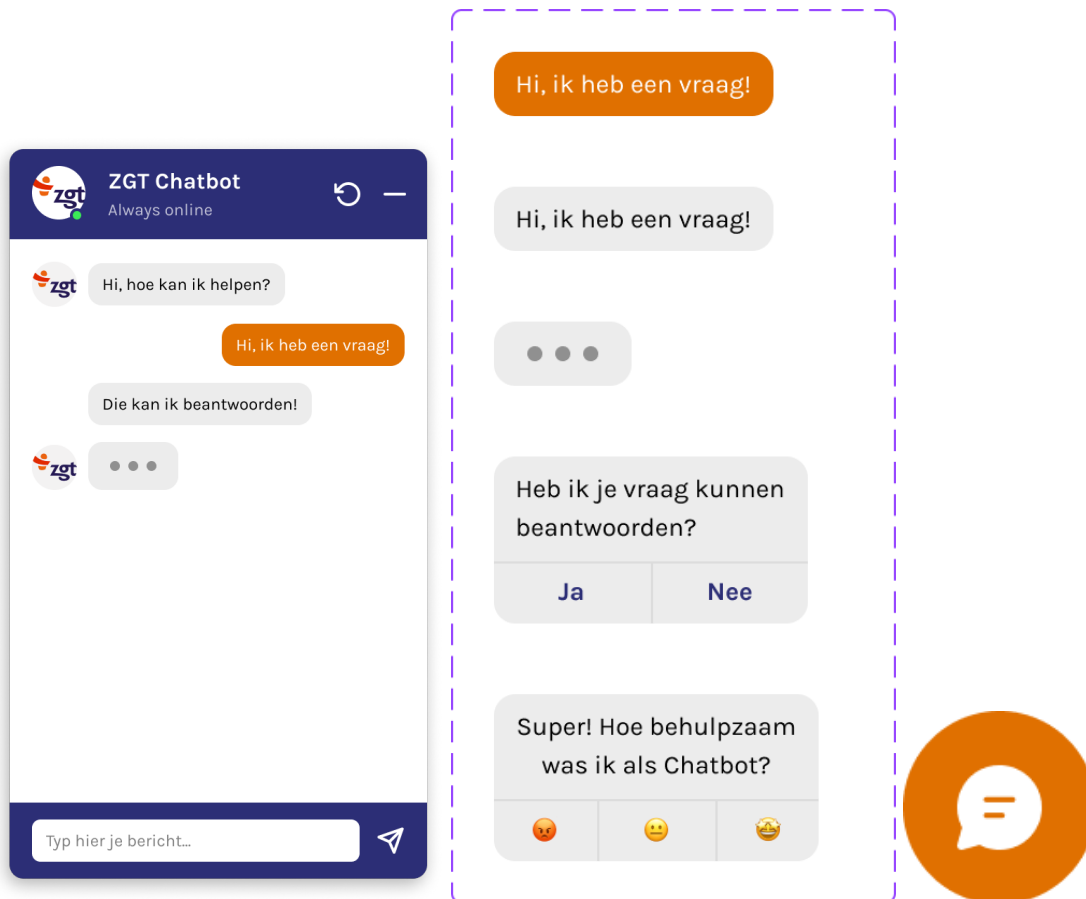 zgt
ZGT Chatbot
Always online
zgt
Hi, hoe kan ik helpen?
Hi, ik heb een vraag!
Die kan ik beantwoorden!
zgt
Typ hier je bericht...
Hi, ik heb een vraag!
Hi, ik heb een vraag!
Heb ik je vraag kunnen
beantwoorden?
Ja
Nee
Super! Hoe behulpzaam
was ik als Chatbot?